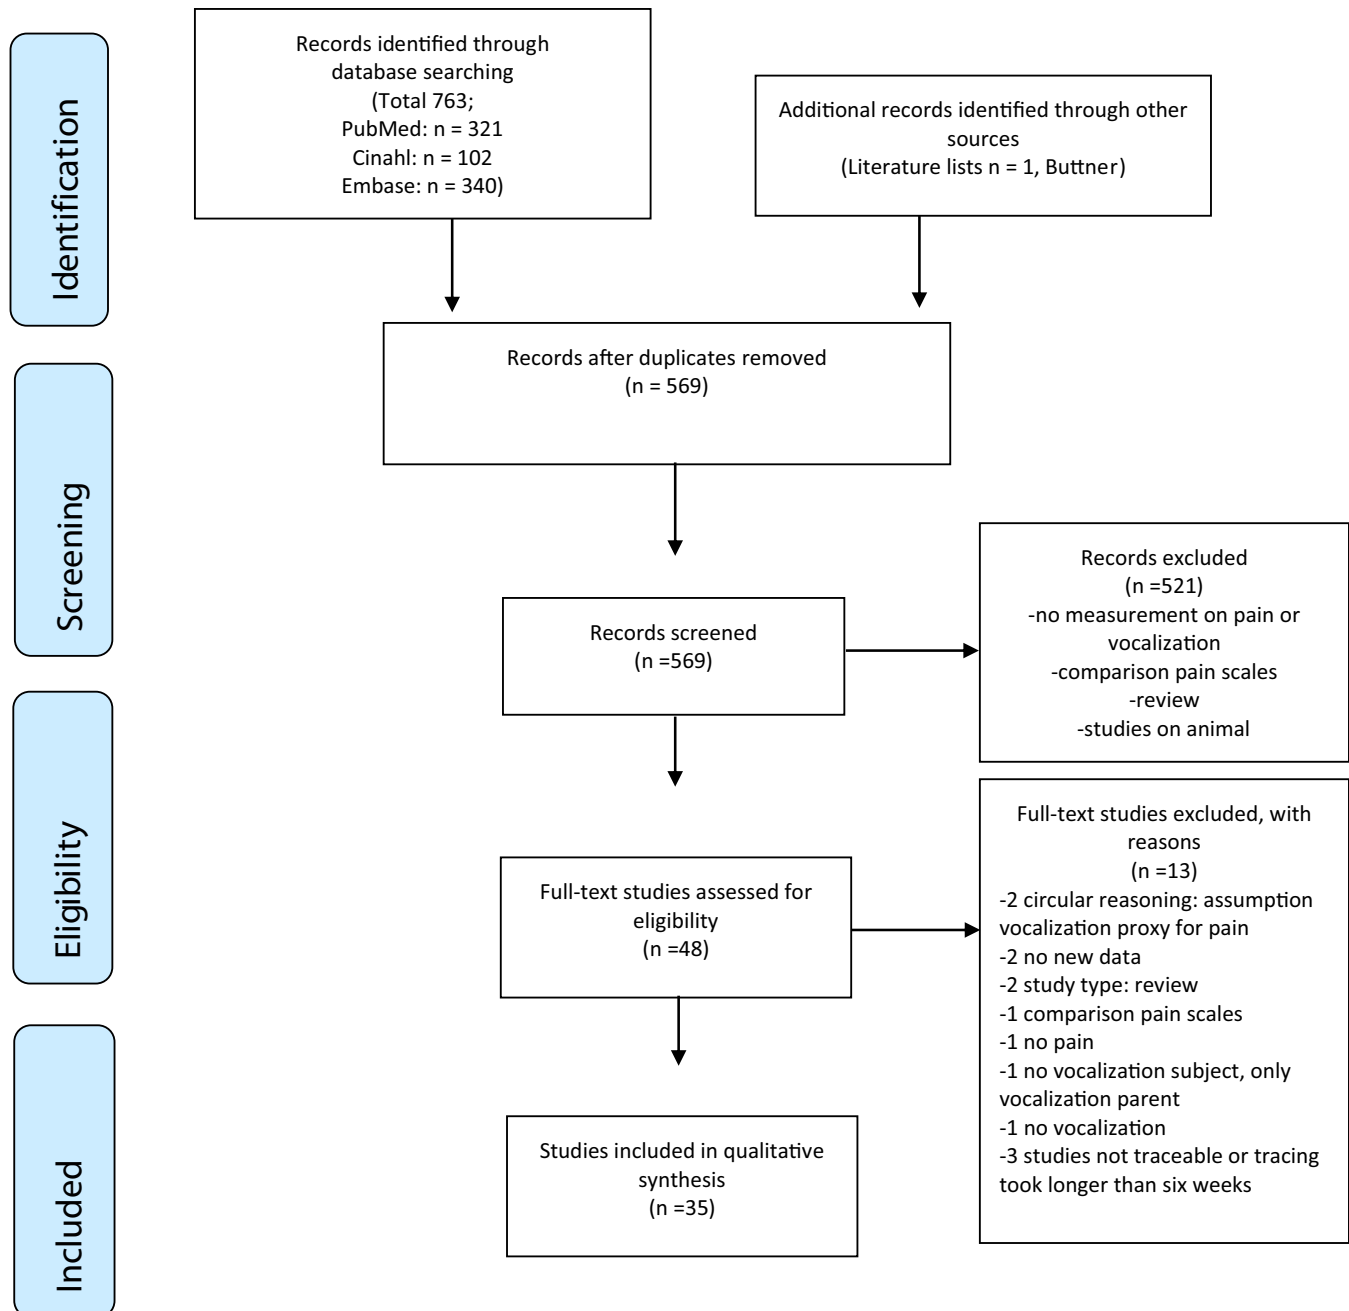 Identification
Records identified through
database searching
(Total 763;
PubMed: n = 321
Cinahl: n = 102
Embase: n = 340)
Additional records identified through other
sources
(Literature lists n = 1, Buttner)
Records after duplicates removed
(n = 569)
Screening
Records screened
(n =569)
Records excluded
(n =521)
-no measurement on pain or
vocalization
-comparison pain scales
-review
-studies on animal
Eligibility
Full-text studies assessed for
eligibility
(n =48)
Full-text studies excluded, with
reasons
(n =13)
-2 circular reasoning: assumption
vocalization proxy for pain
-2 no new data
-2 study type: review
-1 comparison pain scales
-1 no pain
-1 no vocalization subject, only
vocalization parent
-1 no vocalization
-3 studies not traceable or tracing
took longer than six weeks
Included
Studies included in qualitative
synthesis
(n =35)